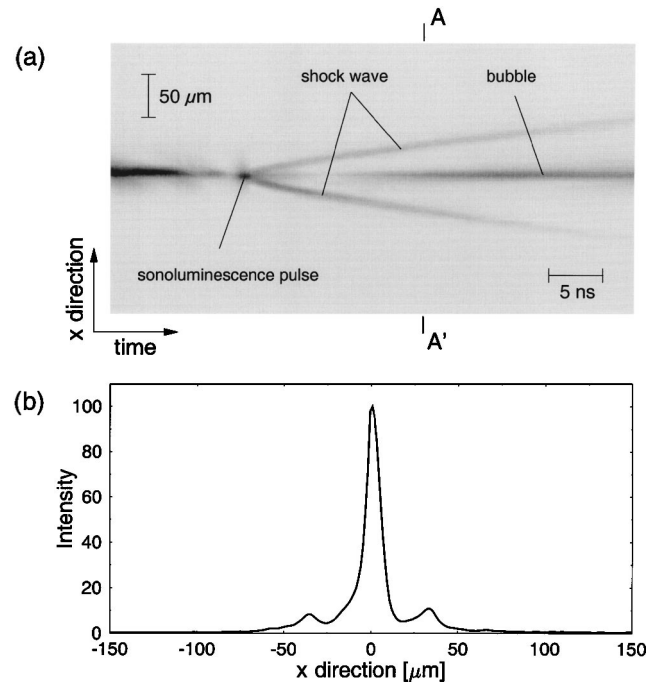 A
(a)
shock wave
bubble
50 μm
sonoluminescence pulse
5 ns
x direction
time
A'
(b)
100
80
60
40
20
0
Intensity
-150
-100
-50
0
50
100
150
x direction [μm]